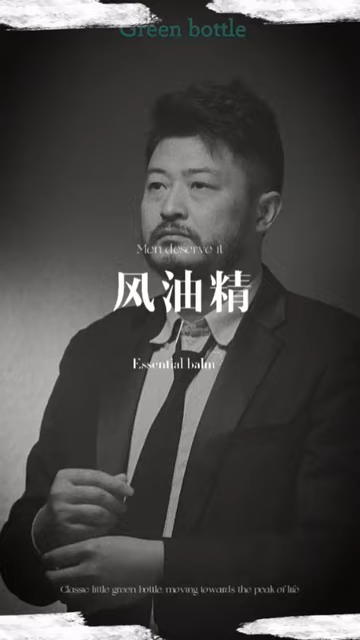 Green bottle
Men deserve it
风油精
Essential balm
Classic little green bottle, moving towards the peak of life